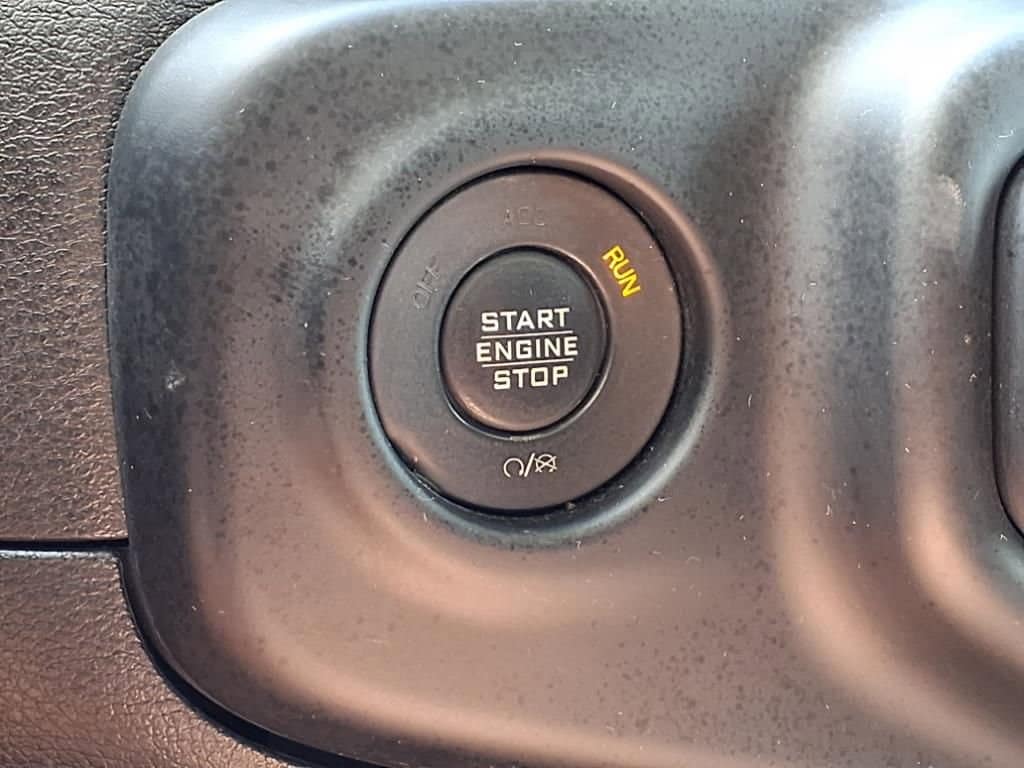 ACC
OFF
RUN
START
ENGINE
STOP